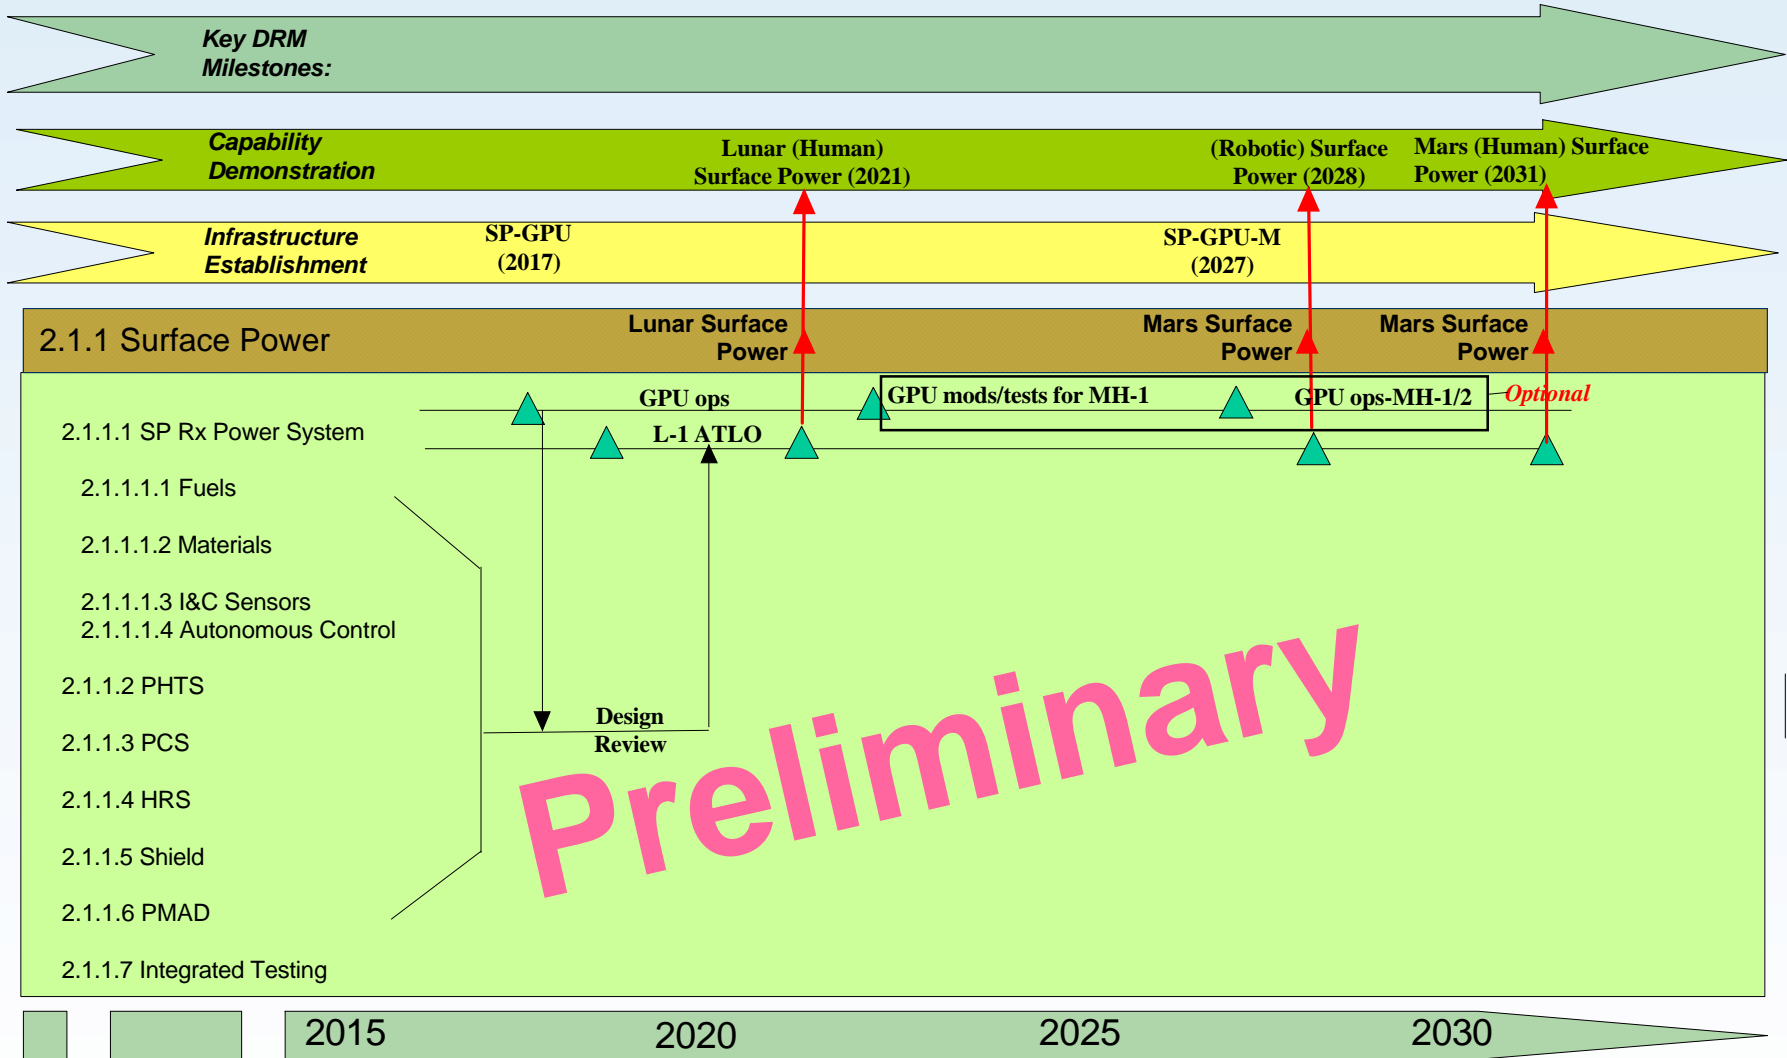 Key DRM
Milestones:
Capability
Demonstration
Lunar (Human)
Surface Power (2021)
(Robotic) Surface
Power (2028)
Mars (Human) Surface
Power (2031)
Infrastructure
Establishment
SP-GPU
(2017)
SP-GPU-M
(2027)
2.1.1 Surface Power
Lunar Surface
Power
Mars Surface
Power
Mars Surface
Power
GPU ops
GPU mods/tests for MH-1
GPU ops-MH-1/2
Optional
2.1.1.1 SP Rx Power System
L-1 ATLO
2.1.1.1.1 Fuels
2.1.1.1.2 Materials
2.1.1.1.3 I&C Sensors
2.1.1.1.4 Autonomous Control
2.1.1.2 PHTS
Design
Review
2.1.1.3 PCS
2.1.1.4 HRS
2.1.1.5 Shield
2.1.1.6 PMAD
2.1.1.7 Integrated Testing
Preliminary
2015
2020
2025
2030